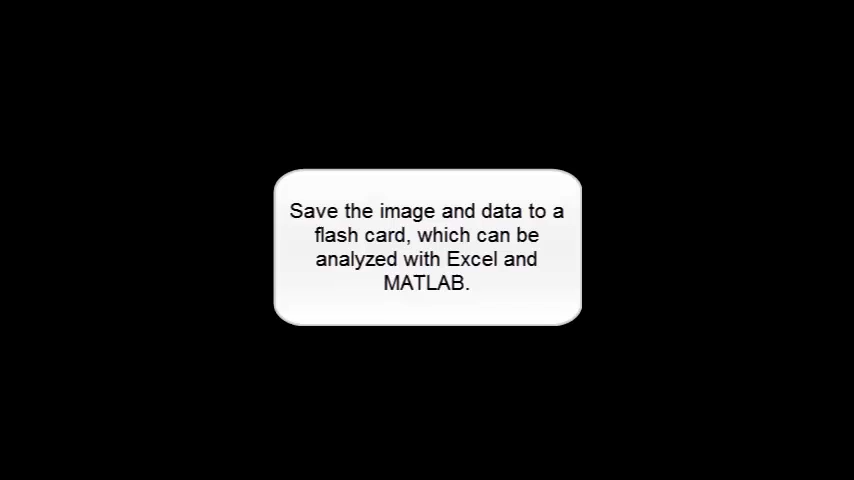 Save the image and data to a
flash card, which can be
analyzed with Excel and
MATLAB.